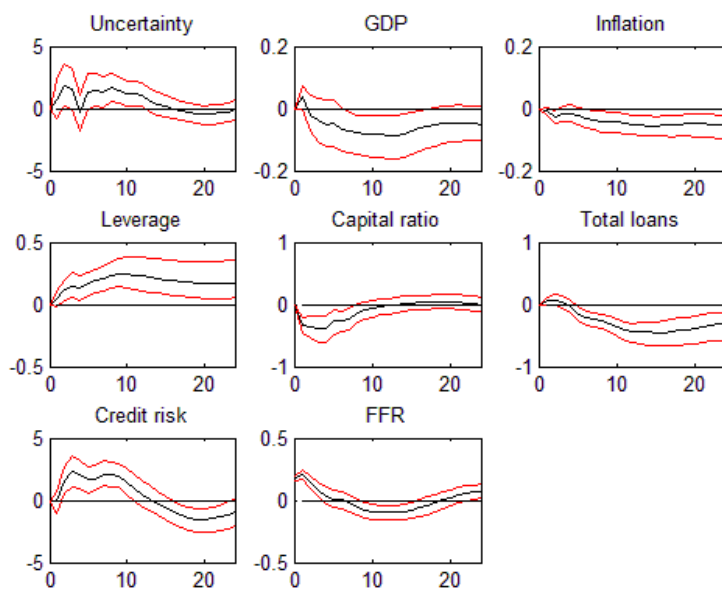 Uncertainty GDP Inflation
5 0.2 0.2
0 0 0
-5 -0.2 -0.2
0 10 20 0 10 20 0 10 20
Leverage Capital ratio Total loans
0.5 1 1
0 0 0
-0.5 -1 -1
0 10 20 0 10 20 0 10 20
Credit risk FFR
5 0.5
0 0
-5 -0.5
0 10 20 0 10 20